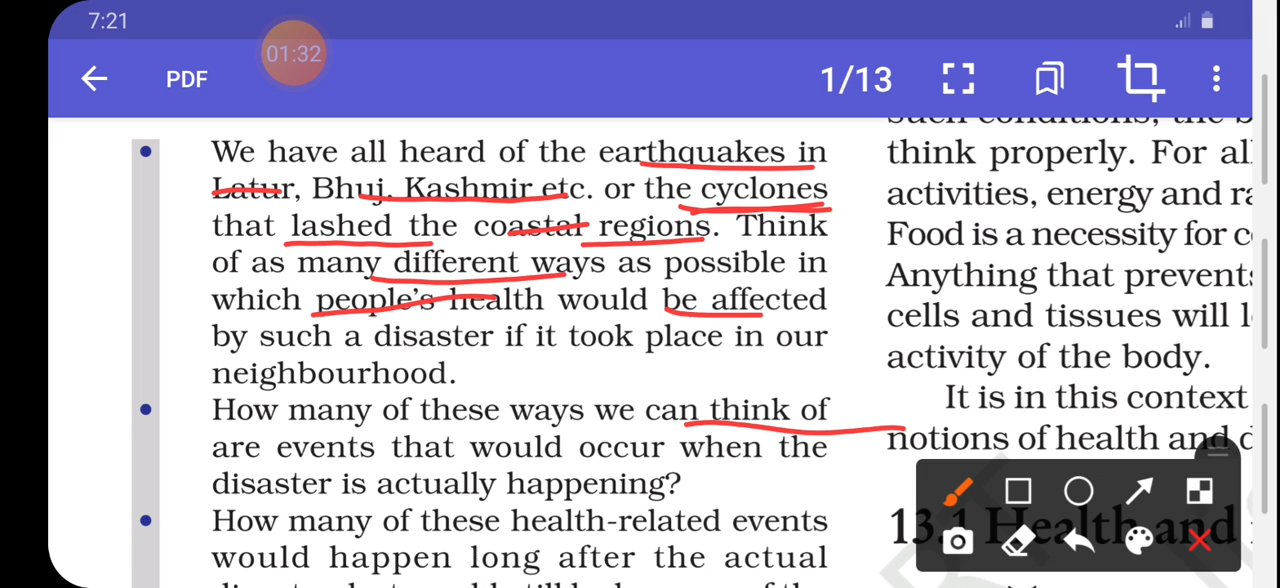 7:21
01:32
PDF
1/13
We have all heard of the earthquakes in
Latur, Bhuj, Kashmir etc. or the cyclones
that lashed the coastal regions. Think
of as many different ways as possible in
which people's health would be affected
by such a disaster if it took place in our
neighbourhood.
How many of these ways we can think of
are events that would occur when the
disaster is actually happening?
How many of these health-related events
would happen long after the actual
such conditions, the
think properly. For all
activities, energy and
Food is a necessity for
Anything that prevents
cells and tissues will
activity of the body.
It is in this context
notions of health and
13.1 Health and